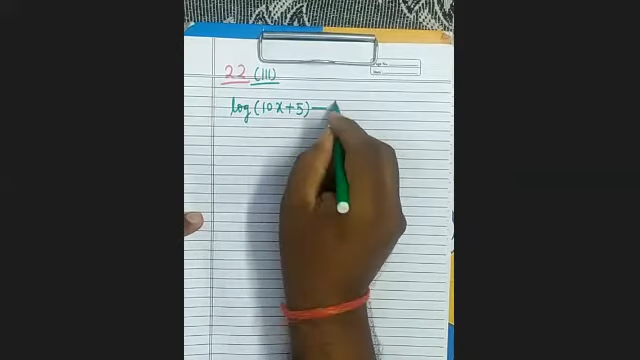 22 (III)
log (10x+5) —